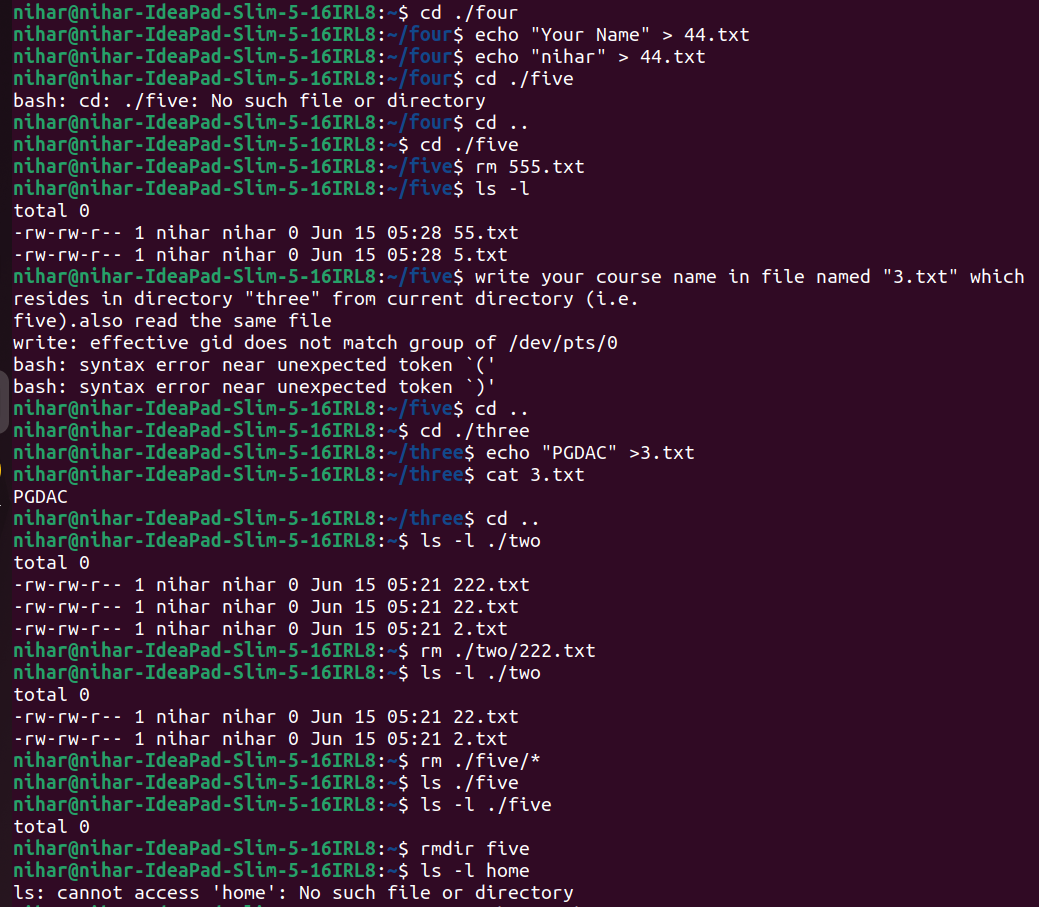 nihar@nihar-IdeaPad-Slim-5-16IRL8:~$ cd ./four
nihar@nihar-IdeaPad-Slim-5-16IRL8:~/four$ echo "Your Name" > 44.txt
nihar@nihar-IdeaPad-Slim-5-16IRL8:~/four$ echo "nihar" > 44.txt
nihar@nihar-IdeaPad-Slim-5-16IRL8:~/four$ cd ./five
bash: cd: ./five: No such file or directory
nihar@nihar-IdeaPad-Slim-5-16IRL8:~/four$ cd ..
nihar@nihar-IdeaPad-Slim-5-16IRL8:~$ cd ./five
nihar@nihar-IdeaPad-Slim-5-16IRL8:~/five$ rm 555.txt
nihar@nihar-IdeaPad-Slim-5-16IRL8:~/five$ ls -l
total 0
-rw-rw-r-- 1 nihar nihar 0 Jun 15 05:28 55.txt
-rw-rw-r-- 1 nihar nihar 0 Jun 15 05:28 5.txt
nihar@nihar-IdeaPad-Slim-5-16IRL8:~/five$ write your course name in file named "3.txt" which
resides in directory "three" from current directory (i.e.
five).also read the same file
write: effective gid does not match group of /dev/pts/0
bash: syntax error near unexpected token `('
bash: syntax error near unexpected token `)'
nihar@nihar-IdeaPad-Slim-5-16IRL8:~/five$ cd ..
nihar@nihar-IdeaPad-Slim-5-16IRL8:~$ cd ./three
nihar@nihar-IdeaPad-Slim-5-16IRL8:~/three$ echo "PGDAC" >3.txt
nihar@nihar-IdeaPad-Slim-5-16IRL8:~/three$ cat 3.txt
PGDAC
nihar@nihar-IdeaPad-Slim-5-16IRL8:~/three$ cd ..
nihar@nihar-IdeaPad-Slim-5-16IRL8:~$ ls -l ./two
total 0
-rw-rw-r-- 1 nihar nihar 0 Jun 15 05:21 222.txt
-rw-rw-r-- 1 nihar nihar 0 Jun 15 05:21 22.txt
-rw-rw-r-- 1 nihar nihar 0 Jun 15 05:21 2.txt
nihar@nihar-IdeaPad-Slim-5-16IRL8:~$ rm ./two/222.txt
nihar@nihar-IdeaPad-Slim-5-16IRL8:~$ ls -l ./two
total 0
-rw-rw-r-- 1 nihar nihar 0 Jun 15 05:21 22.txt
-rw-rw-r-- 1 nihar nihar 0 Jun 15 05:21 2.txt
nihar@nihar-IdeaPad-Slim-5-16IRL8:~$ rm ./five/*
nihar@nihar-IdeaPad-Slim-5-16IRL8:~$ ls ./five
nihar@nihar-IdeaPad-Slim-5-16IRL8:~$ ls -l ./five
total 0
nihar@nihar-IdeaPad-Slim-5-16IRL8:~$ rmdir five
nihar@nihar-IdeaPad-Slim-5-16IRL8:~$ ls -l home
ls: cannot access 'home': No such file or directory